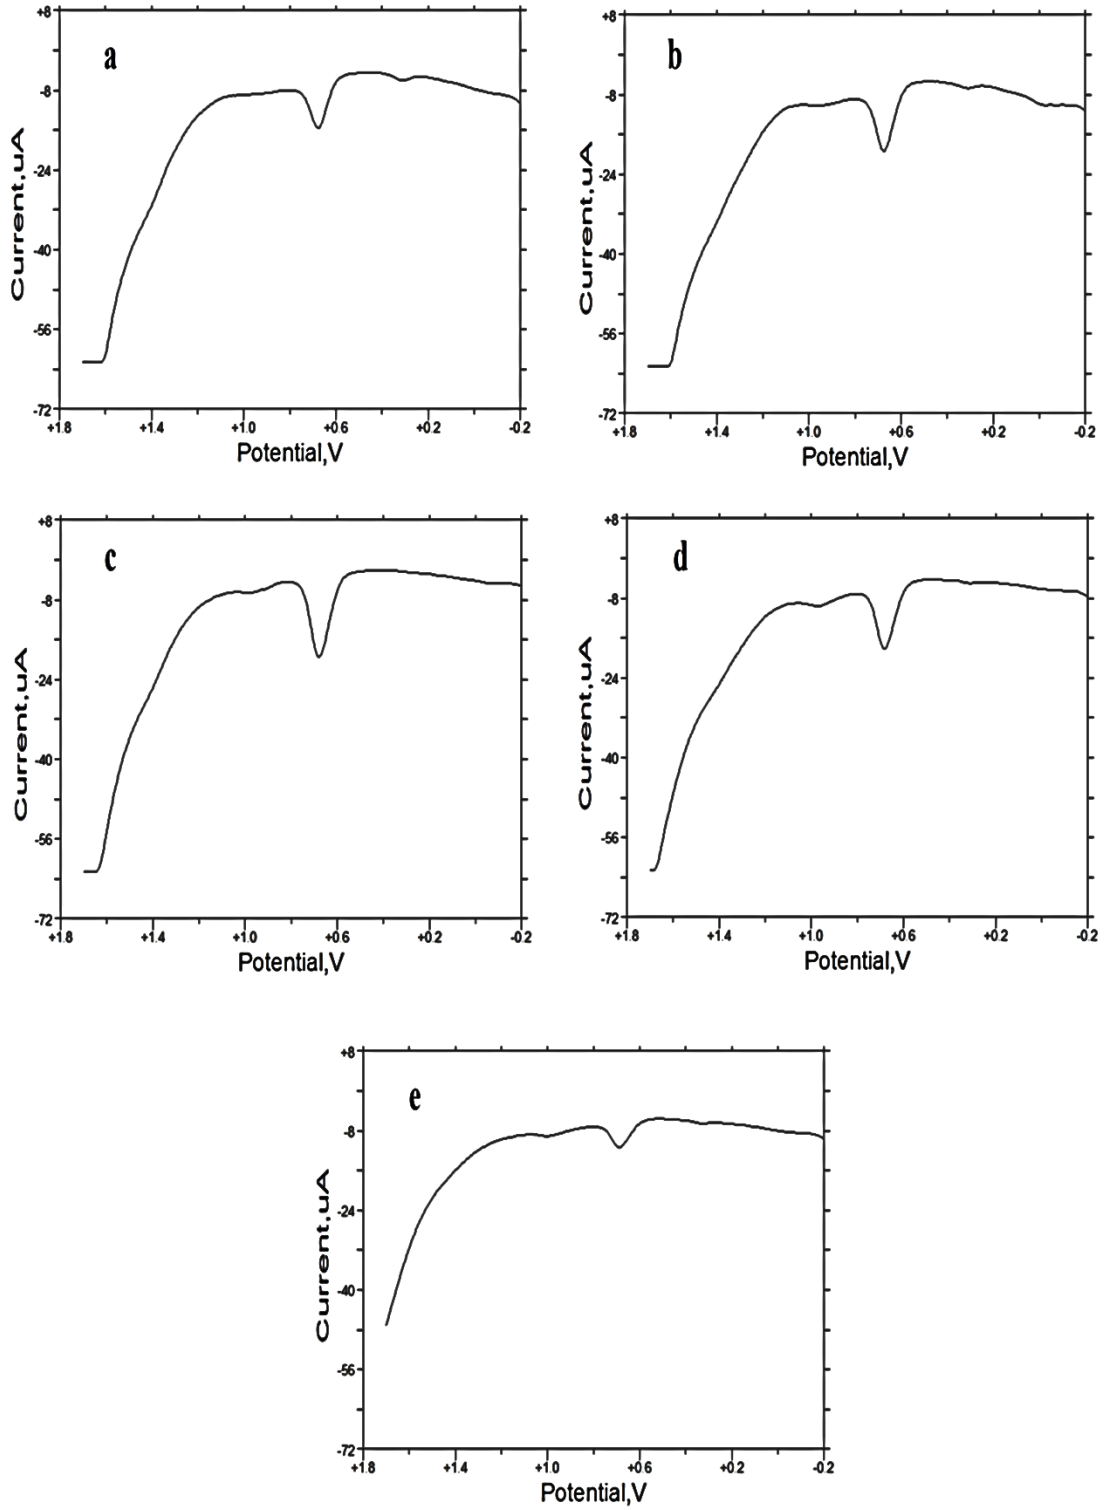 a
+8
-8
-24
-40
-56
-72
Current,uA
+1.8 +1.4 +1.0 +0.6 +0.2 -0.2
Potential,V
b
+8
-8
-24
-40
-56
-72
Current,uA
+1.8 +1.4 +1.0 +0.6 +0.2 -0.2
Potential,V
c
+8
-8
-24
-40
-56
-72
Current,uA
+1.8 +1.4 +1.0 +0.6 +0.2 -0.2
Potential,V
d
+8
-8
-24
-40
-56
-72
Current,uA
+1.8 +1.4 +1.0 +0.6 +0.2 -0.2
Potential,V
e
+8
-8
-24
-40
-56
-72
Current,uA
+1.8 +1.4 +1.0 +0.6 +0.2 -0.2
Potential,V